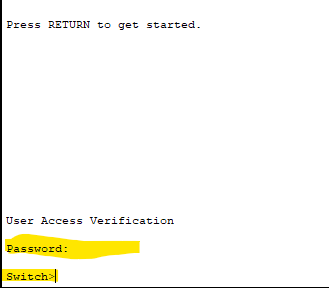 Press RETURN to get started.
User Access Verification
Password:
Switch>